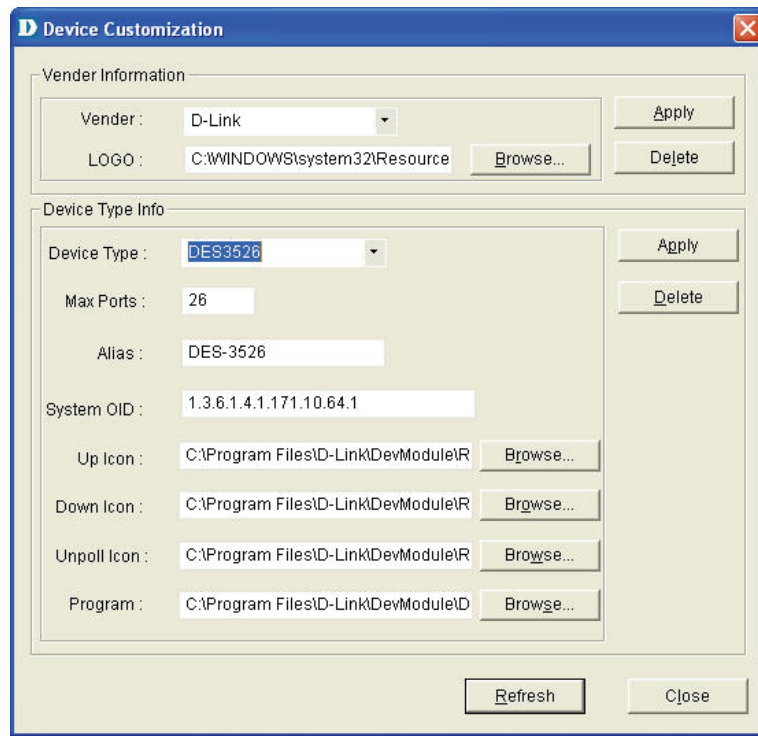 D Device Customization
Vender Information
Vender :
D-Link
Apply
LOGO :
C:\WINDOWS\system32\Resource
Browse...
Delete
Device Type Info
Device Type :
DES3526
Apply
Max Ports :
26
Delete
Alias :
DES-3526
System OID :
1.3.6.1.4.1.171.10.64.1
Up Icon :
C:\Program Files\D-Link\DevModule\R
Browse...
Down Icon :
C:\Program Files\D-Link\DevModule\R
Browse...
Unpoll Icon :
C:\Program Files\D-Link\DevModule\R
Browse...
Program :
C:\Program Files\D-Link\DevModule\D
Browse...
Refresh
Close